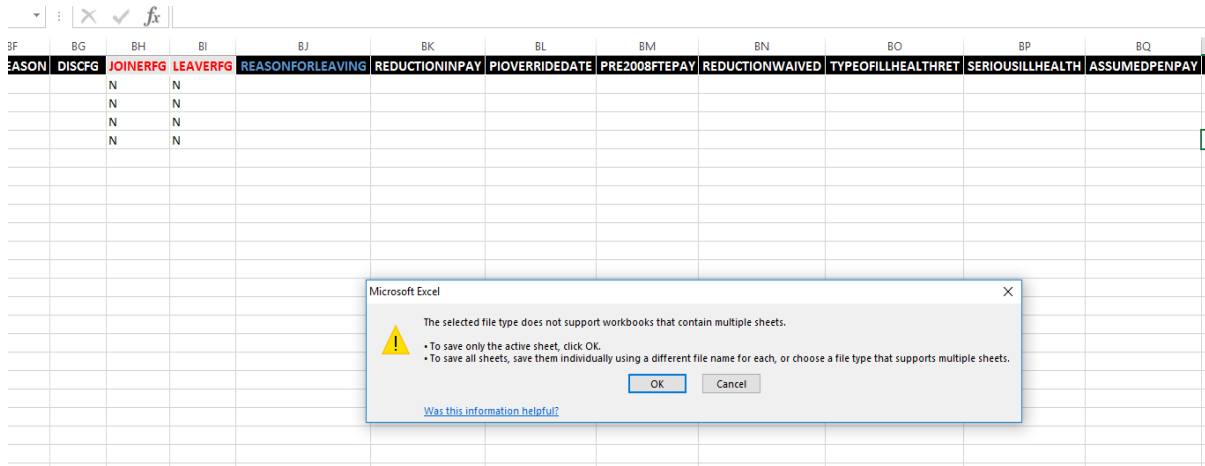 fx
BF BG BH BI BJ BK BL BM BN BO BP BQ
EASON DISCFG JOINERFG LEAVERFG REASONFORLEAVING REDUCTIONINPAY PIOVERRIDEDATE PRE2008FTEPAY REDUCTIONWAIVED TYPEOFILLHEALTHRET SERIOUSILLHEALTH ASSUMEDPENPAY
N N
N N
N N
N N
Microsoft Excel
The selected file type does not support workbooks that contain multiple sheets.
• To save only the active sheet, click OK.
• To save all sheets, save them individually using a different file name for each, or choose a file type that supports multiple sheets.
OK Cancel
Was this information helpful?